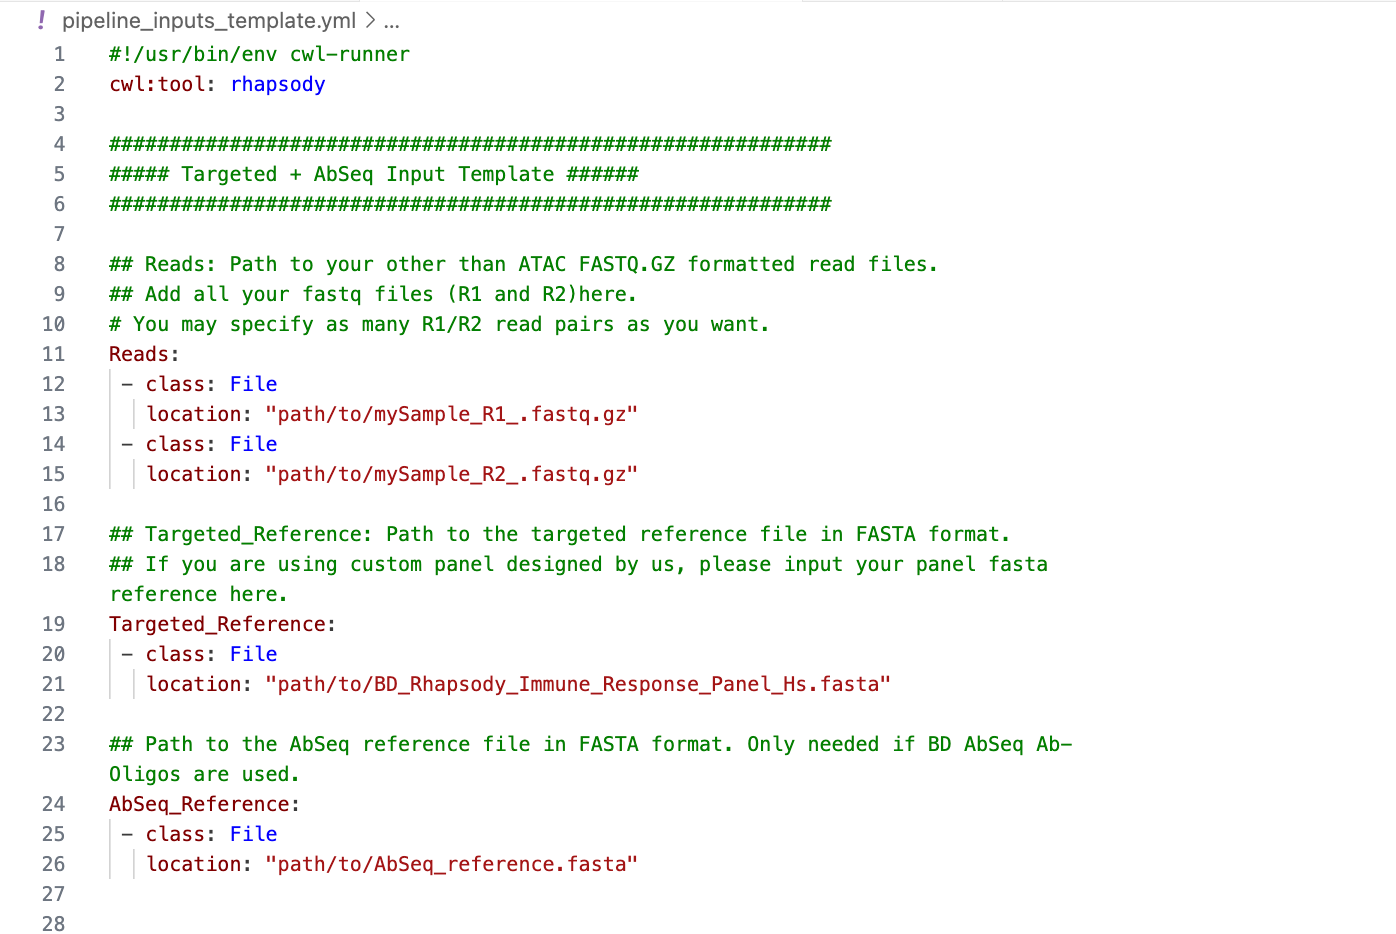 ! pipeline_inputs_template.yml > ...
1 #!/usr/bin/env cwl-runner
2 cwl:tool: rhapsody
3
4 ############################################################
5 ##### Targeted + AbSeq Input Template ######
6 ############################################################
7
8 ## Reads: Path to your other than ATAC FASTQ.GZ formatted read files.
9 ## Add all your fastq files (R1 and R2)here.
10 # You may specify as many R1/R2 read pairs as you want.
11 Reads:
12 - class: File
13 location: "path/to/mySample_R1_.fastq.gz"
14 - class: File
15 location: "path/to/mySample_R2_.fastq.gz"
16
17 ## Targeted_Reference: Path to the targeted reference file in FASTA format.
18 ## If you are using custom panel designed by us, please input your panel fasta
reference here.
19 Targeted_Reference:
20 - class: File
21 location: "path/to/BD_Rhapsody_Immune_Response_Panel_Hs.fasta"
22
23 ## Path to the AbSeq reference file in FASTA format. Only needed if BD AbSeq Ab-
Oligos are used.
24 AbSeq_Reference:
25 - class: File
26 location: "path/to/AbSeq_reference.fasta"
27
28